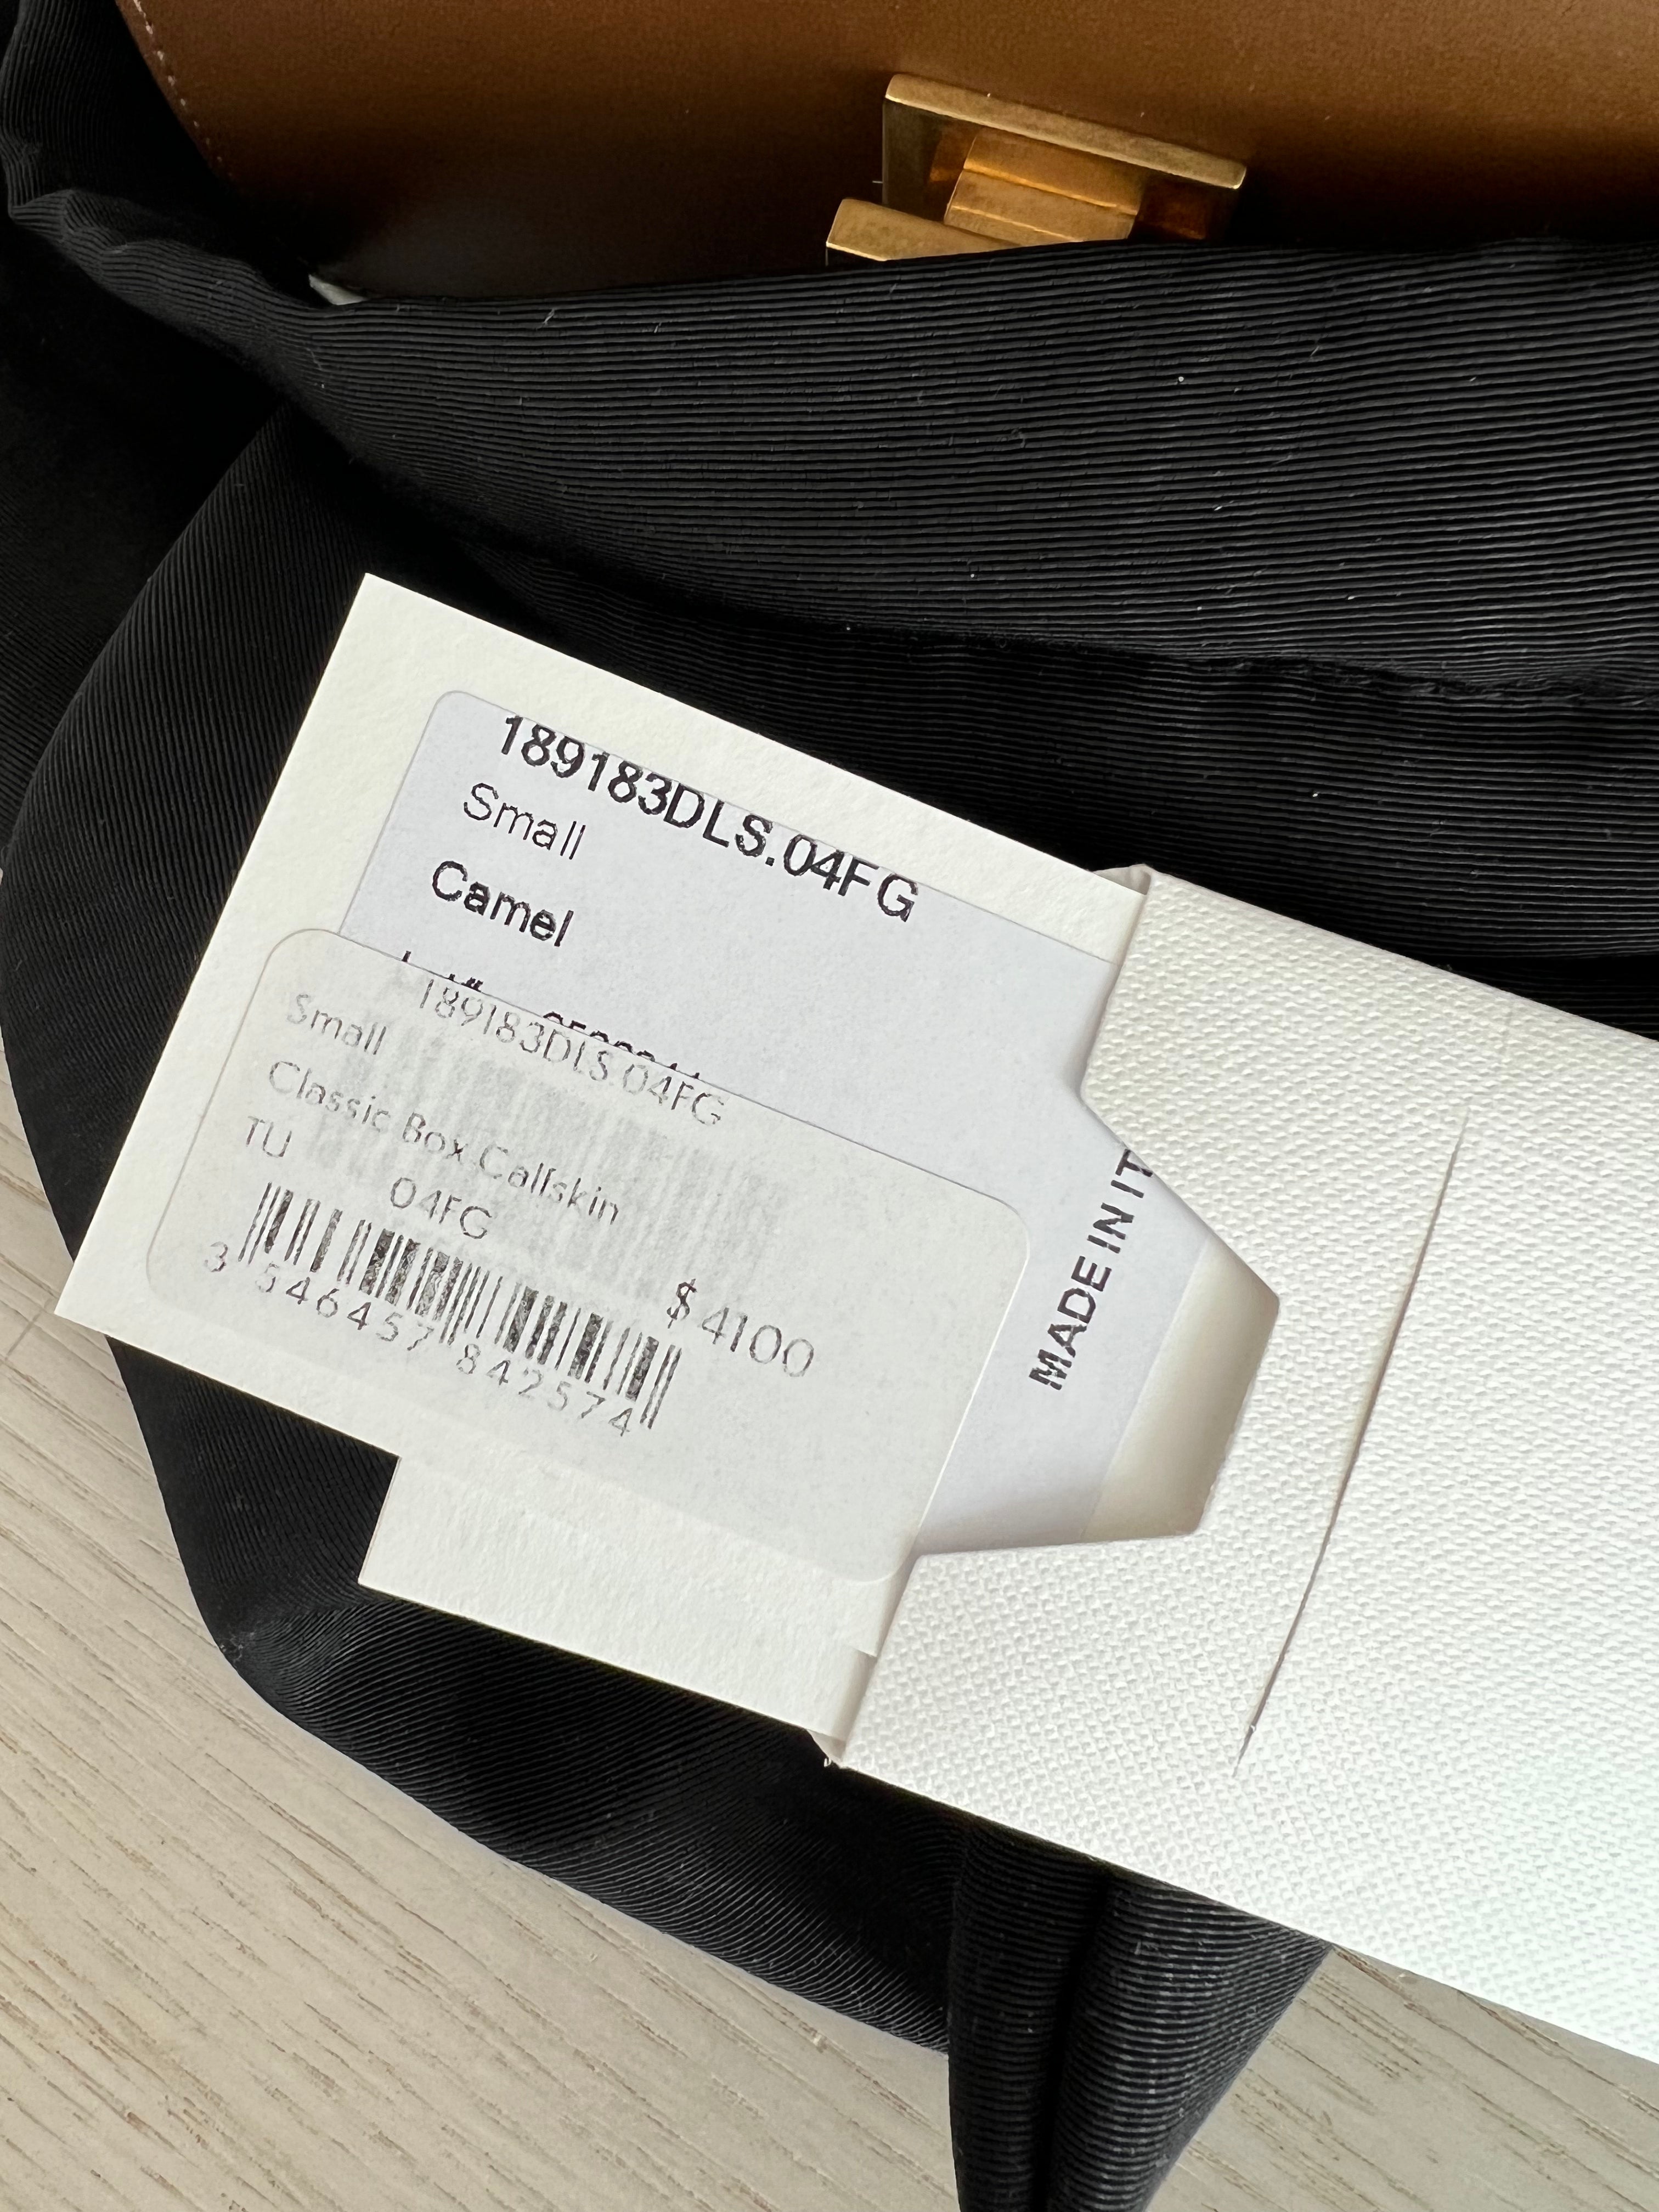 189183DLS.04FG
Small
Camel
MADE IN IT
189183DLS.04FG
Small
Classic Box Calfskin
TU
04FG
$ 4100
3 546457 842574